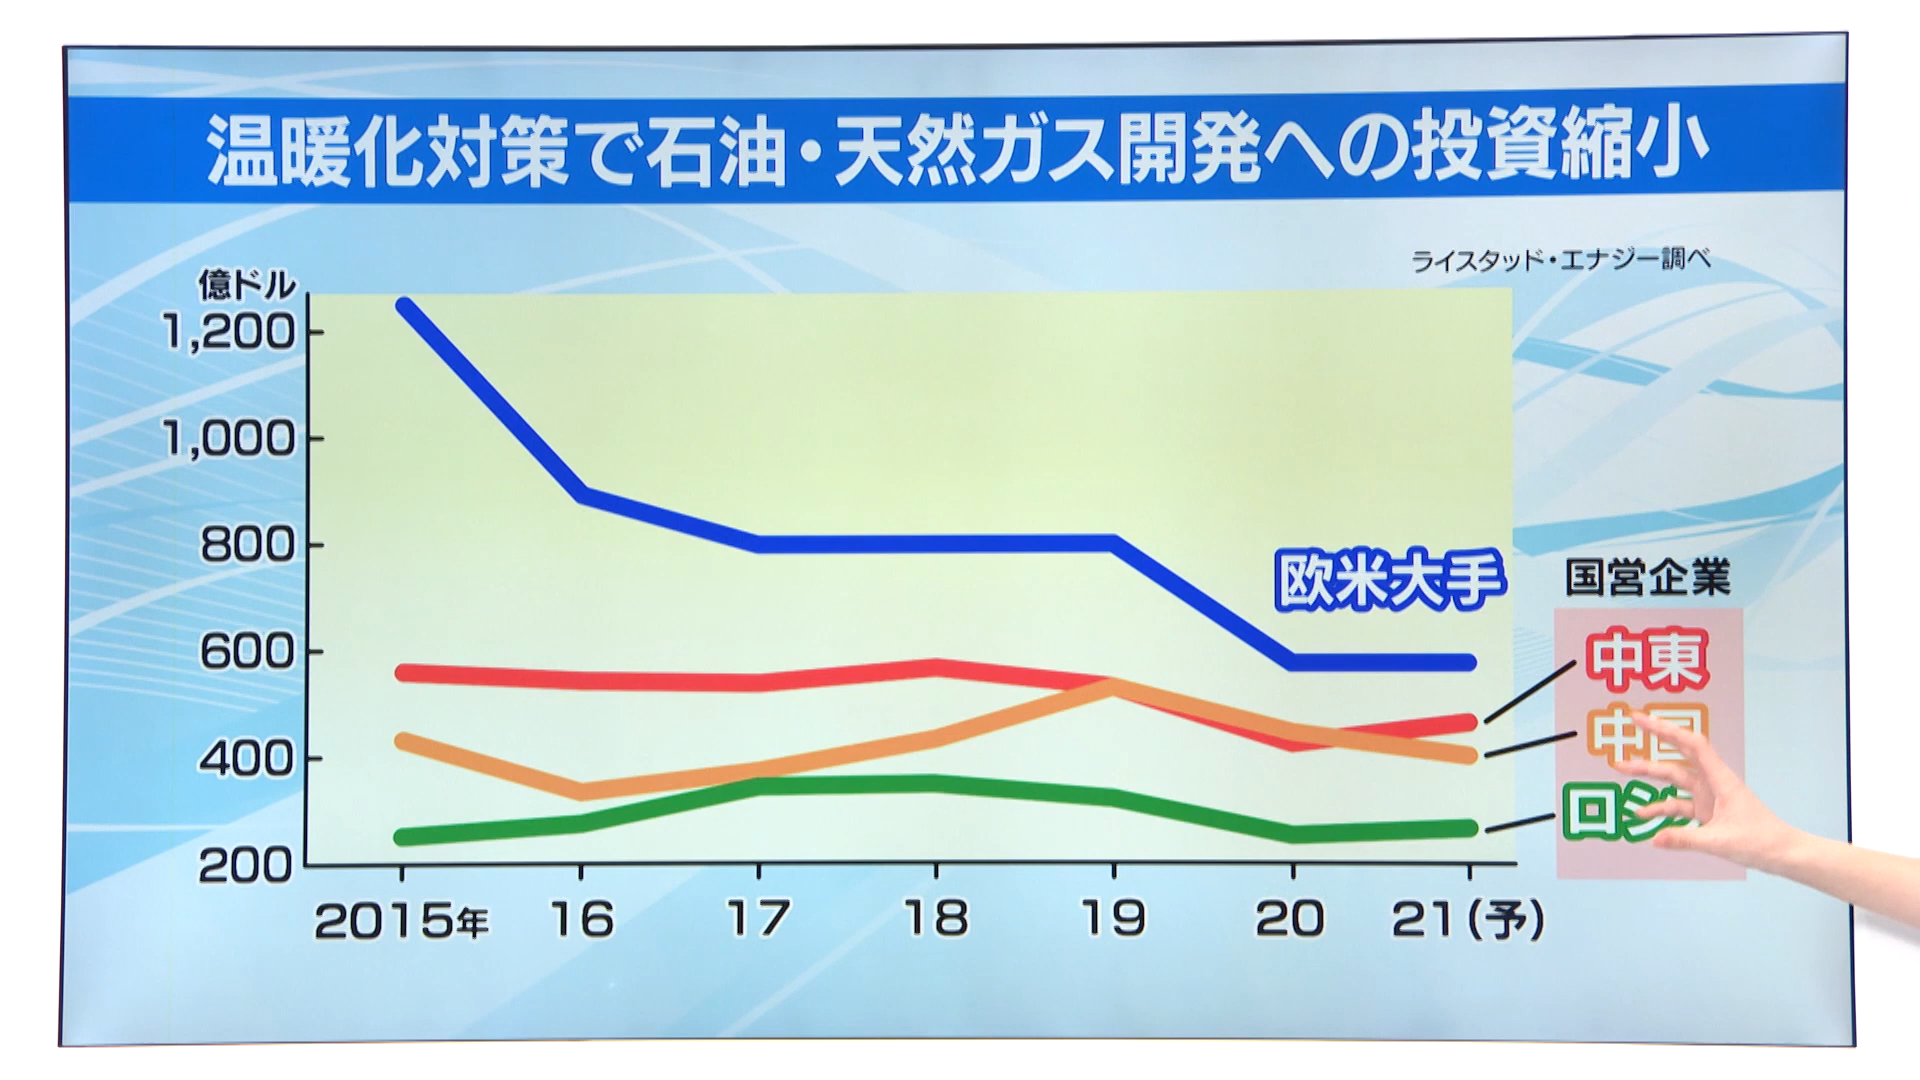 温暖化対策で石油・天然ガス開発への投資縮小
ライスタッド・エナジー調べ
億ドル
1,200
1,000
800
600
400
200
欧米大手
国営企業
中東
中国
2015年 16 17 18 19 20 21(予)